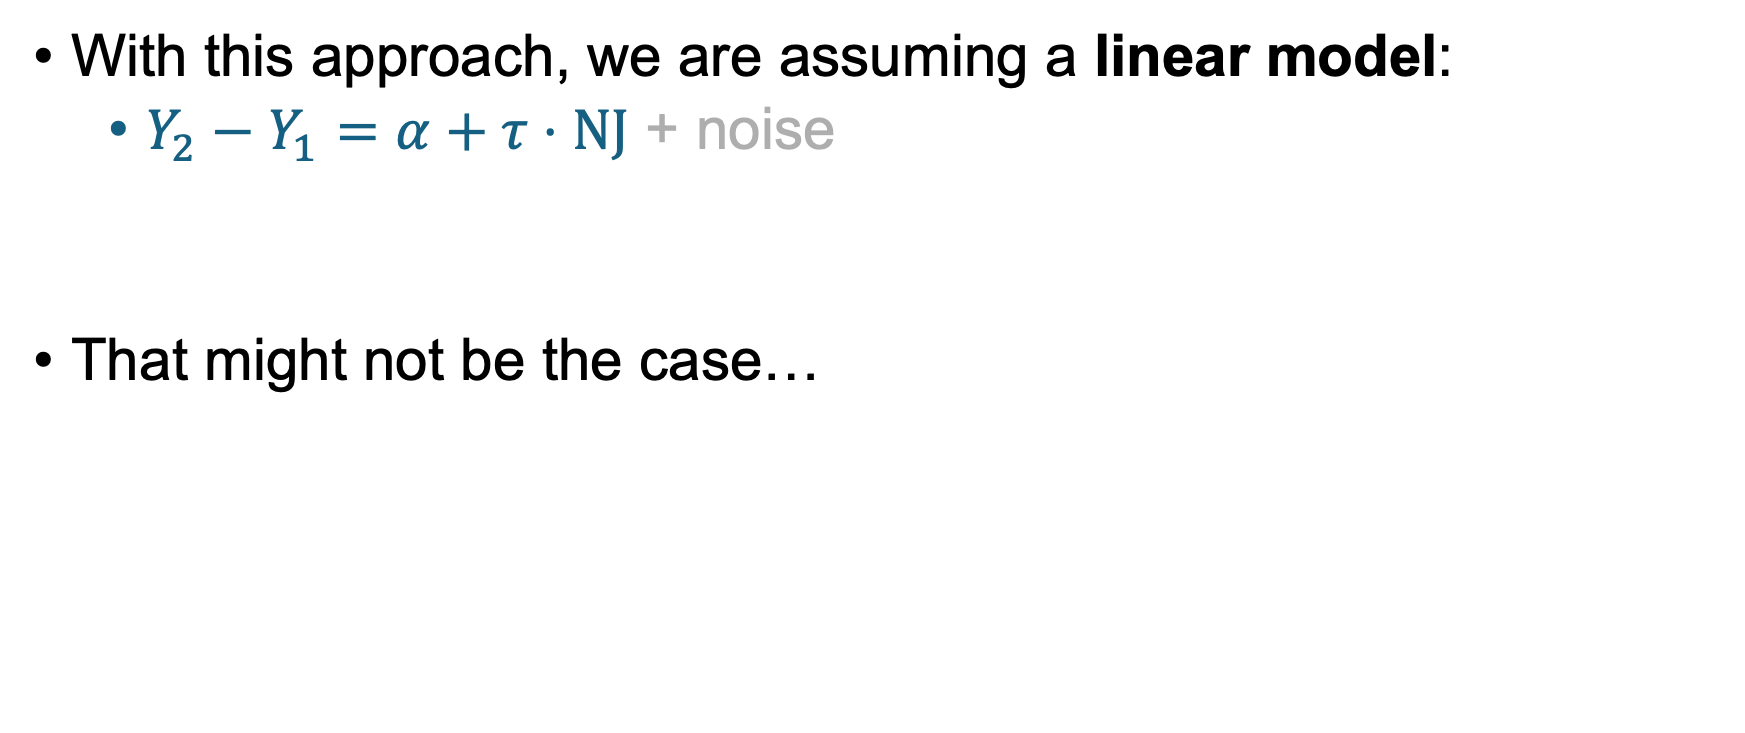 • With this approach, we are assuming a linear model:
• Y₂ − Y₁ = α + τ · NJ + noise
• That might not be the case…